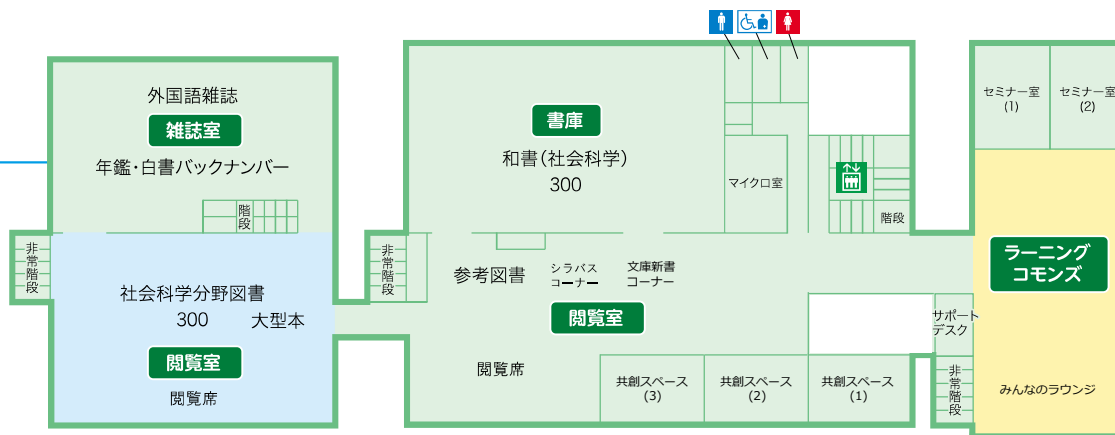 外国語雑誌
雑誌室
年鑑・白書バックナンバー
階段
非常階段
社会科学分野図書
300 大型本
閲覧室
閲覧席
書庫
和書(社会科学)
300
マイクロ室
階段
非常階段
参考図書
シラバス
コーナー
文庫新書
コーナー
閲覧室
閲覧席
共創スペース
(3)
共創スペース
(2)
共創スペース
(1)
セミナー室
(1)
セミナー室
(2)
ラーニング
コモンズ
サポート
デスク
非常階段
みんなのラウンジ